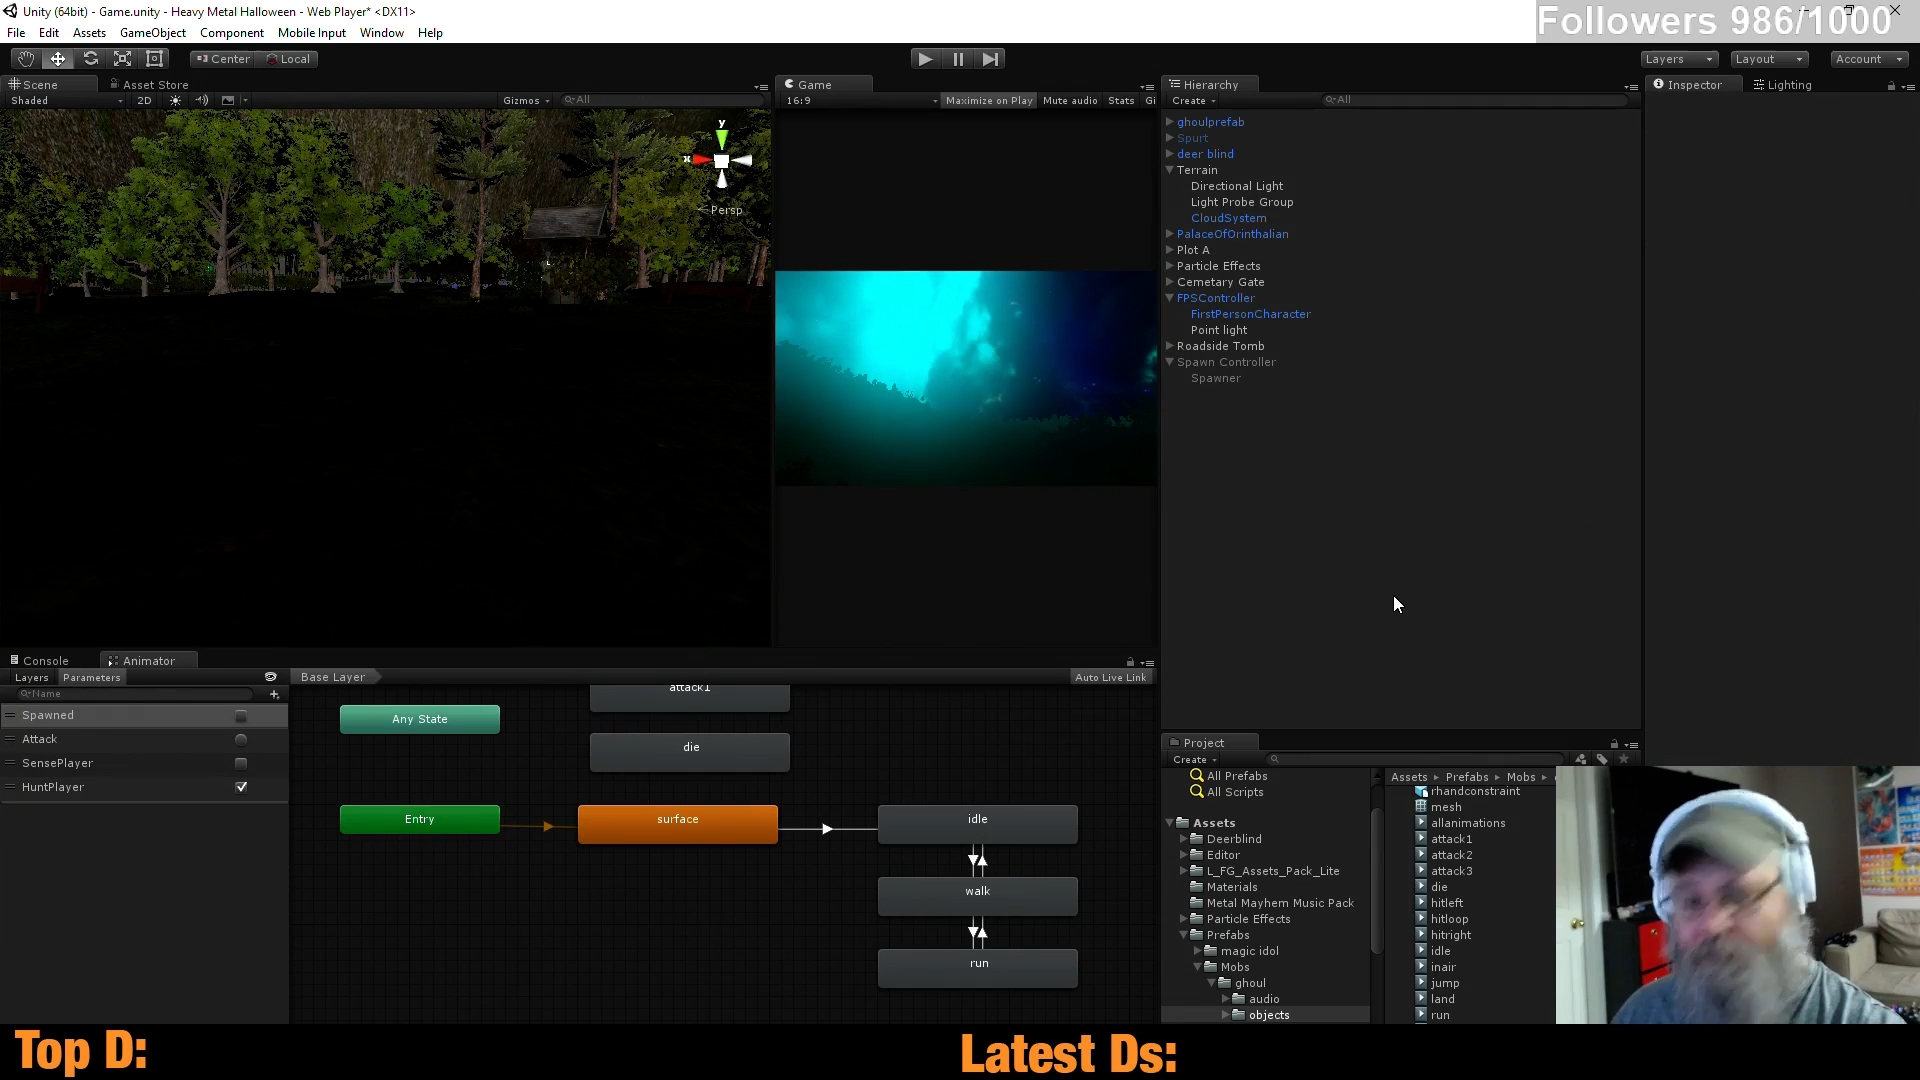 Unity (64bit) - Game.unity - Heavy Metal Halloween - Web Player* <DX11>
Followers 986/1000
File Edit Assets GameObject Component Mobile Input Window Help
Center Local
Layers Layout Account
Scene Asset Store
Game
Hierarchy
Inspector Lighting
Shaded 2D Gizmos All
16:9 Maximize on Play Mute audio Stats Gi
Create All
y
x
Persp
ghoulprefab
Spurt
deer blind
Terrain
Directional Light
Light Probe Group
CloudSystem
PalaceOfOrinthalian
Plot A
Particle Effects
Cemetary Gate
FPSController
FirstPersonCharacter
Point light
Roadside Tomb
Spawn Controller
Spawner
Console Animator
Layers Parameters
Base Layer
Auto Live Link
Name
Spawned
Attack
SensePlayer
HuntPlayer
attack1
Any State
die
Entry
surface
idle
walk
run
Project
Create
All Prefabs
All Scripts
Assets
Deerblind
Editor
L_FG_Assets_Pack_Lite
Materials
Metal Mayhem Music Pack
Particle Effects
Prefabs
magic idol
Mobs
ghoul
audio
objects
Assets Prefabs Mobs
rhandconstraint
mesh
allanimations
attack1
attack2
attack3
die
hitleft
hitloop
hitright
idle
inair
jump
land
run
Top D:
Latest Ds: